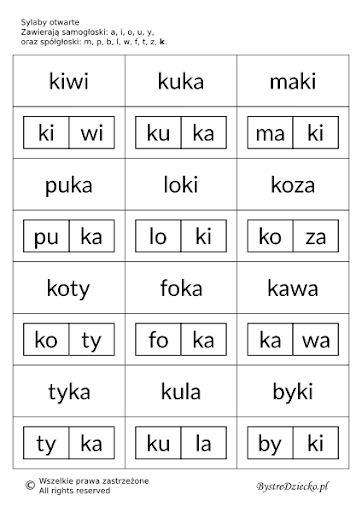 Sylaby otwarte
Zawierają samogłoski: a, i, o, u, y,
oraz spółgłoski: m, p, b, l, w, f, t, z, k.
kiwi kuka maki
ki wi ku ka ma ki
puka loki koza
pu ka lo ki ko za
koty foka kawa
ko ty fo ka ka wa
tyka kula byki
ty ka ku la by ki
© Wszelkie prawa zastrzeżone
All rights reserved
BystreDziecko.pl